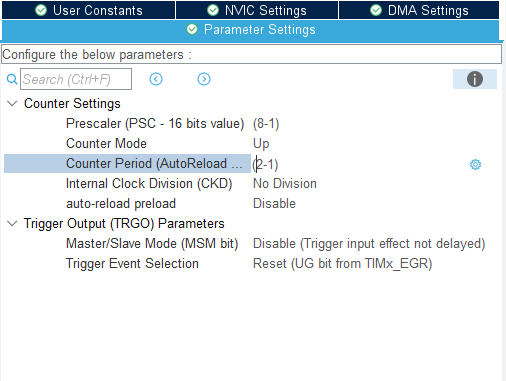 User Constants NVIC Settings DMA Settings
Parameter Settings
Configure the below parameters :
Search (Ctrl+F)
Counter Settings
Prescaler (PSC - 16 bits value) (8-1)
Counter Mode Up
Counter Period (AutoReload ... (2-1)
Internal Clock Division (CKD) No Division
auto-reload preload Disable
Trigger Output (TRGO) Parameters
Master/Slave Mode (MSM bit) Disable (Trigger input effect not delayed)
Trigger Event Selection Reset (UG bit from TIMx_EGR)